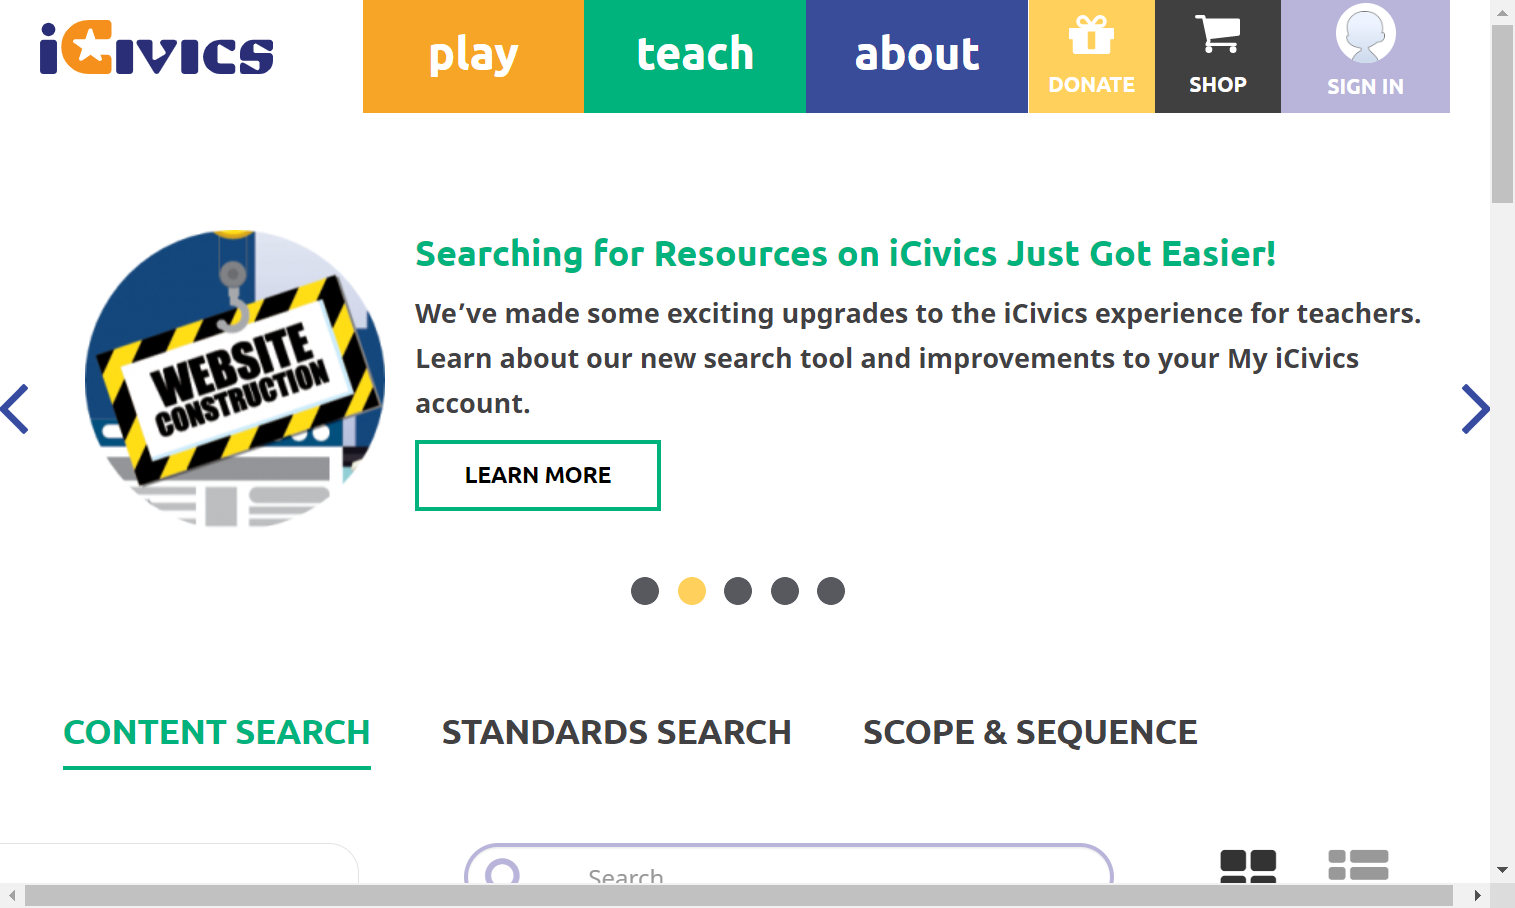 iCivics
play
teach
about
DONATE
SHOP
SIGN IN
WEBSITE
CONSTRUCTION
Searching for Resources on iCivics Just Got Easier!
We’ve made some exciting upgrades to the iCivics experience for teachers.
Learn about our new search tool and improvements to your My iCivics
account.
LEARN MORE
CONTENT SEARCH
STANDARDS SEARCH
SCOPE & SEQUENCE
Search